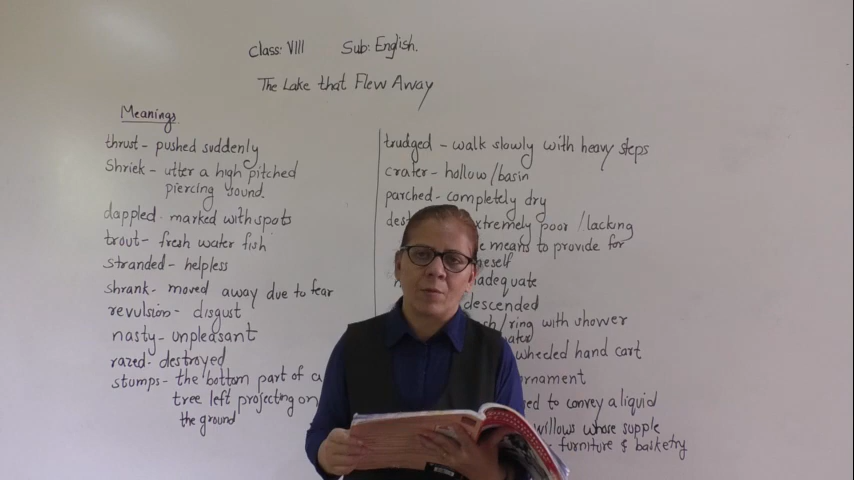 Class: VIII Sub: English.
The Lake that Flew Away
Meanings
thrust - pushed suddenly
Shriek - utter a high pitched
piercing sound.
dappled - marked with spots
trout - fresh water fish
stranded - helpless
shrank - moved away due to fear
revulsion - disgust
nasty - unpleasant
razed - destroyed
stumps - the bottom part of a
tree left projecting on
the ground
trudged - walk slowly with heavy steps
crater - hollow/basin
parched - completely dry
extremely poor / lacking
means to provide for
adequate
descended
/ring with shower
wheeled hand cart
ornament
to convey a liquid
willows whose supple
- furniture & basketry